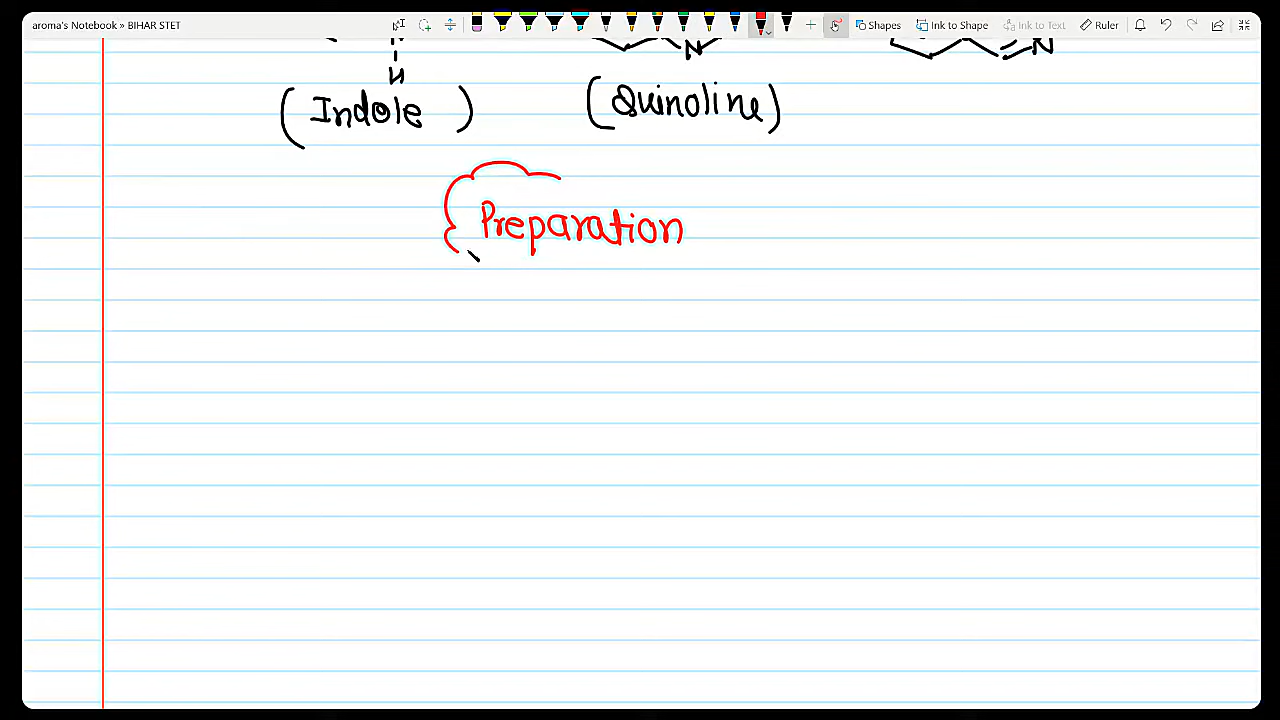 aroma's Notebook » BIHAR STET
Shapes Ink to Shape Ink to Text Ruler
N N
H
(Indole) (Quinoline)
Preparation